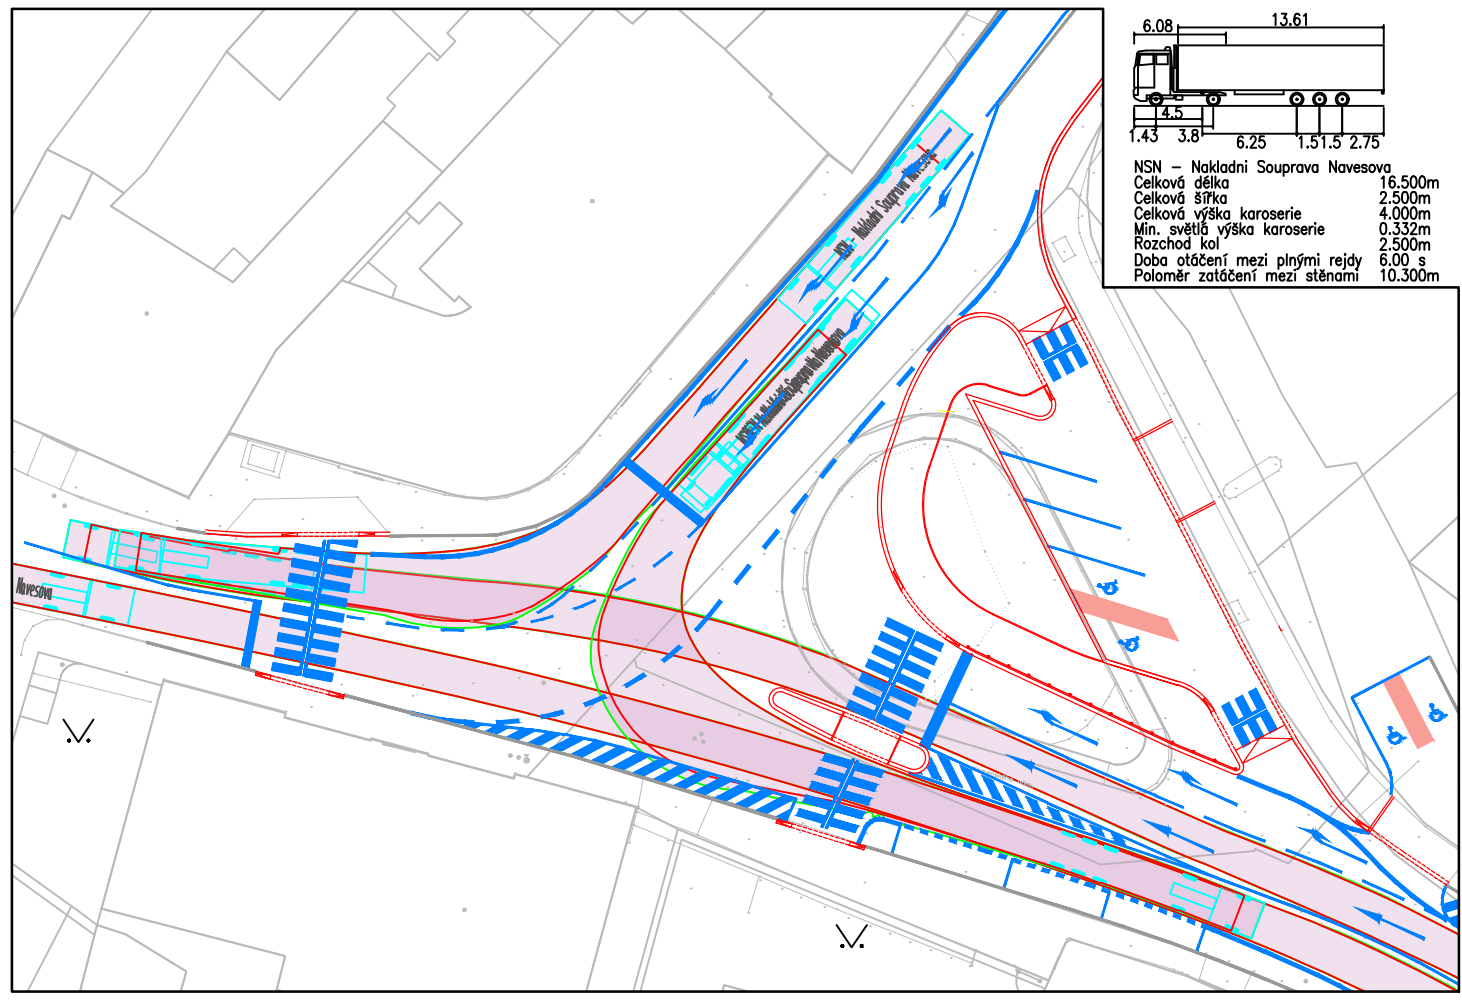 13.61
6.08
4.5
1.43 3.8 6.25 1.5 1.5 2.75
NSN – Nakladni Souprava Navesova
Celková délka 16.500m
Celková šířka 2.500m
Celková výška karoserie 4.000m
Min. světlá výška karoserie 0.332m
Rozchod kol 2.500m
Doba otáčení mezi plnými rejdy 6.00 s
Poloměr zatáčení mezi stěnami 10.300m
NSN - Nakladni Souprava Navesova
Navesova